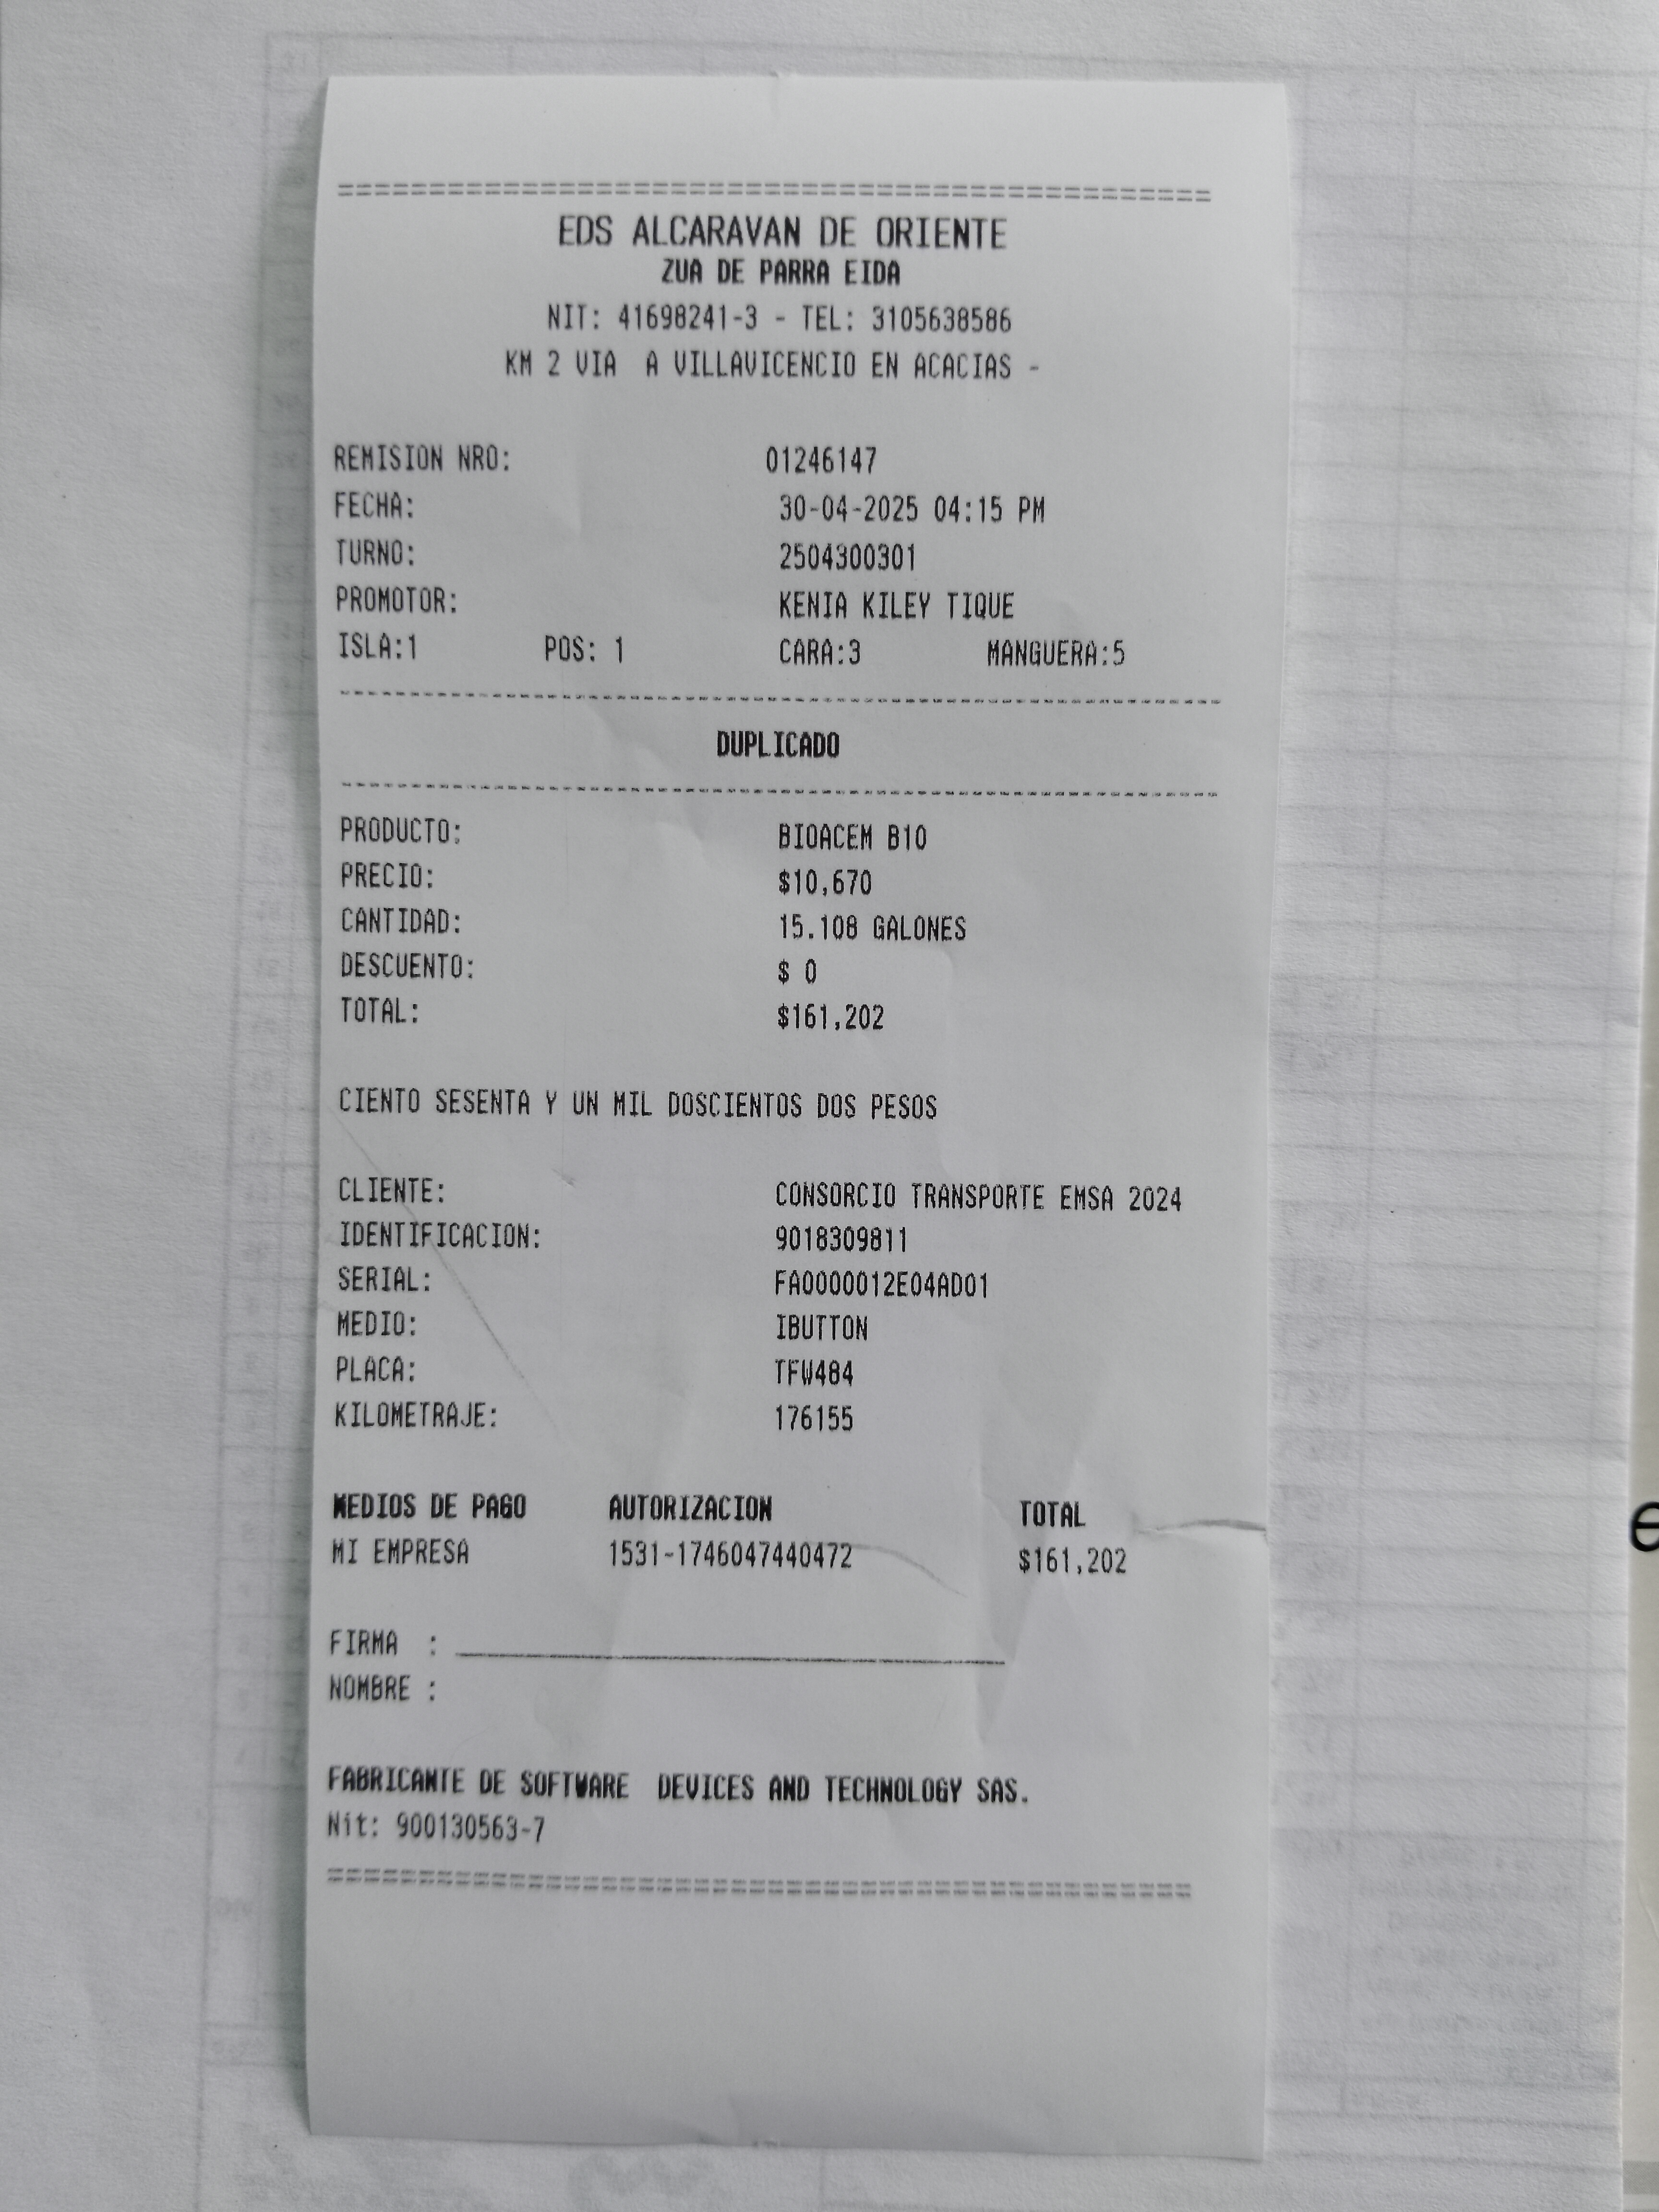 ================================================
EDS ALCARAVAN DE ORIENTE
ZUA DE PARRA EIDA
NIT: 41698241-3 - TEL: 3105638586
KM 2 VIA  A VILLAVICENCIO EN ACACIAS -
REMISION NRO: 01246147
FECHA: 30-04-2025 04:15 PM
TURNO: 2504300301
PROMOTOR: KENIA KILEY TIQUE
ISLA:1 POS: 1 CARA:3 MANGUERA:5
------------------------------------------------
DUPLICADO
------------------------------------------------
PRODUCTO: BIOACEM B10
PRECIO: $10,670
CANTIDAD: 15.108 GALONES
DESCUENTO: $ 0
TOTAL: $161,202
CIENTO SESENTA Y UN MIL DOSCIENTOS DOS PESOS
CLIENTE: CONSORCIO TRANSPORTE EMSA 2024
IDENTIFICACION: 9018309811
SERIAL: FA0000012E04AD01
MEDIO: IBUTTON
PLACA: TFW484
KILOMETRAJE: 176155
MEDIOS DE PAGO AUTORIZACION TOTAL
MI EMPRESA 1531-1746047440472 $161,202
FIRMA : ______________________________
NOMBRE :
FABRICANTE DE SOFTWARE  DEVICES AND TECHNOLOGY SAS.
Nit: 900130563-7
================================================